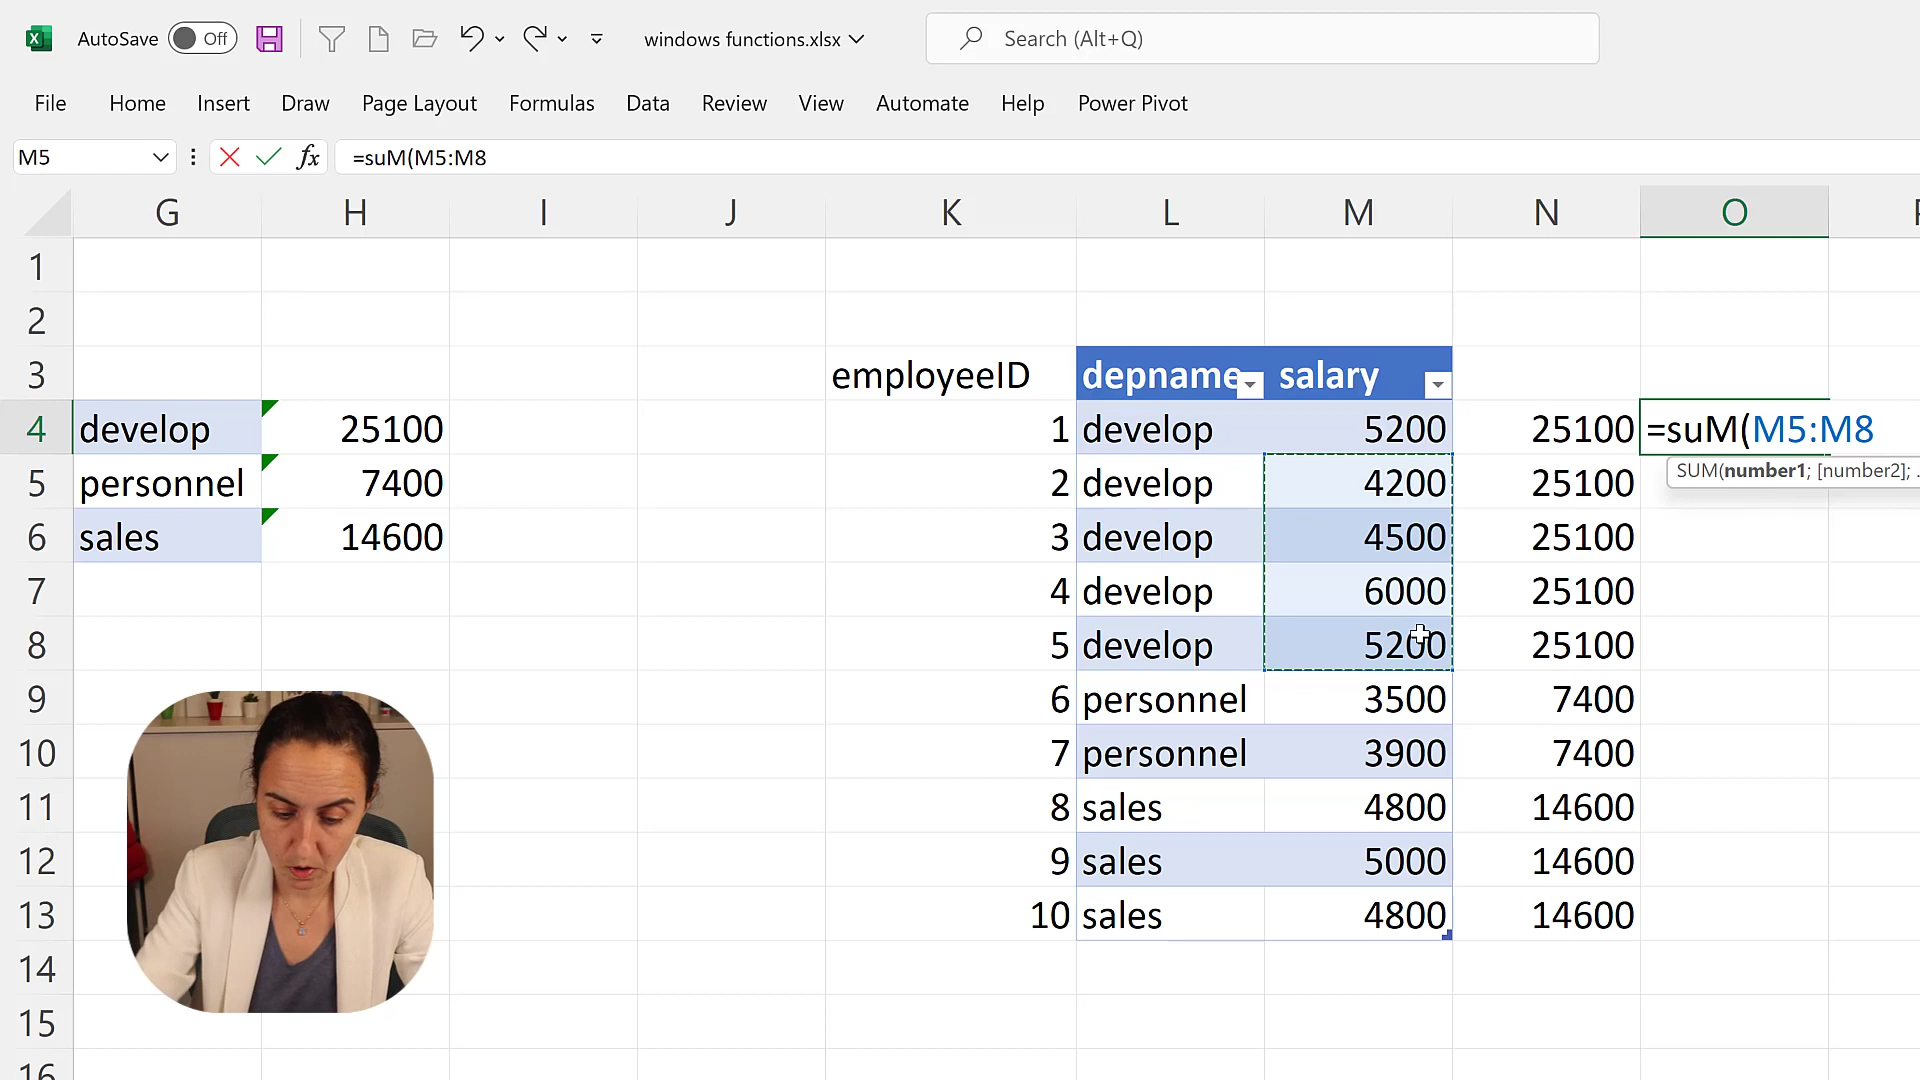 AutoSave Off windows functions.xlsx Search (Alt+Q)
File Home Insert Draw Page Layout Formulas Data Review View Automate Help Power Pivot
M5 fx =suM(M5:M8
G H I J K L M N O
1
2
3 employeeID depname salary
4 develop 25100 1 develop 5200 25100 =suM(M5:M8
SUM(number1; [number2]; .
5 personnel 7400 2 develop 4200 25100
6 sales 14600 3 develop 4500 25100
7 4 develop 6000 25100
8 5 develop 5200 25100
9 6 personnel 3500 7400
10 7 personnel 3900 7400
11 8 sales 4800 14600
12 9 sales 5000 14600
13 10 sales 4800 14600
14
15
16